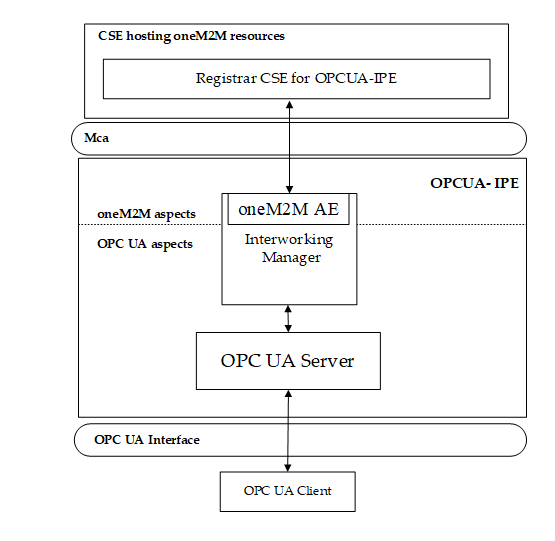 CSE hosting oneM2M resources
Registrar CSE for OPCUA-IPE
Mca
OPCUA- IPE
oneM2M AE
oneM2M aspects
OPC UA aspects
Interworking
Manager
OPC UA Server
OPC UA Interface
OPC UA Client